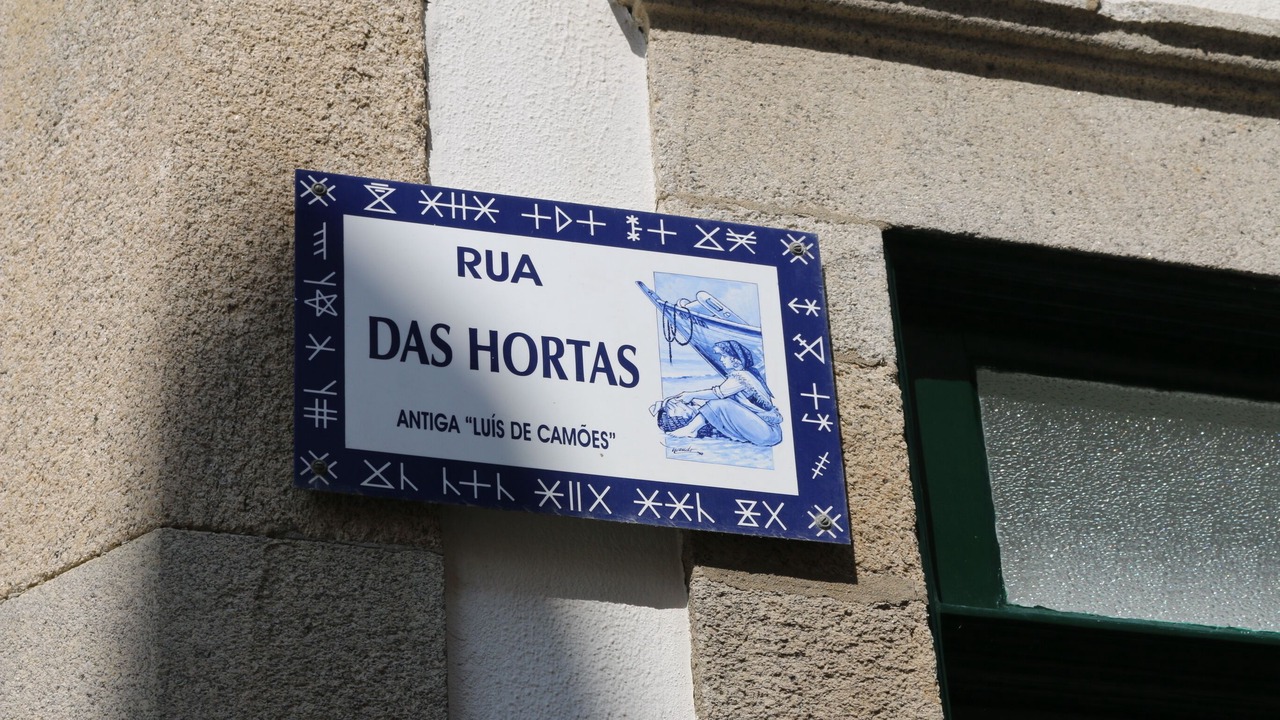 RUA
DAS HORTAS
ANTIGA “LUÍS DE CAMÕES”